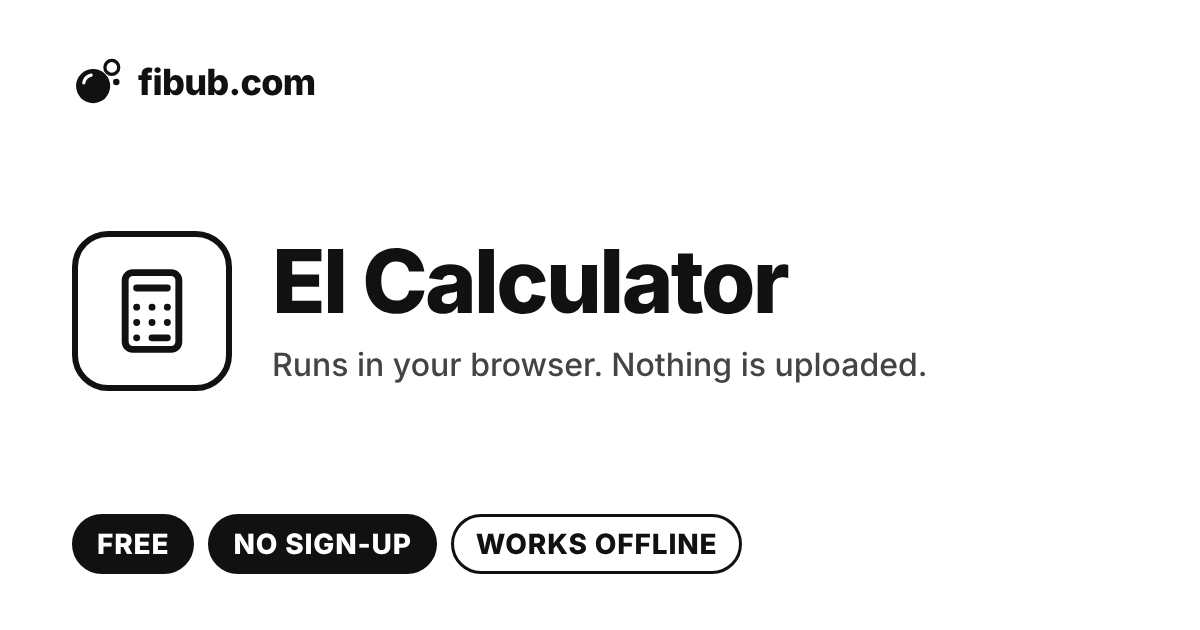 fibub.com
EI Calculator
Runs in your browser. Nothing is uploaded.
FREE
NO SIGN-UP
WORKS OFFLINE